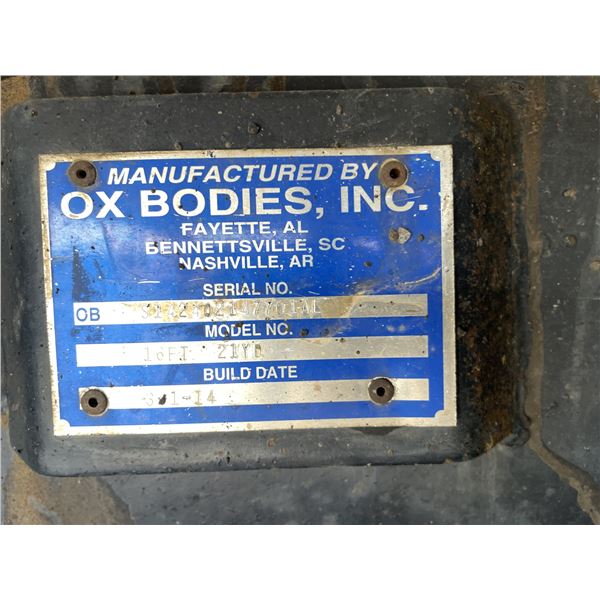 MANUFACTURED BY
OX BODIES, INC.
FAYETTE, AL
BENNETTSVILLE, SC
NASHVILLE, AR
SERIAL NO.
OB
MODEL NO.
16FT 21YD
BUILD DATE